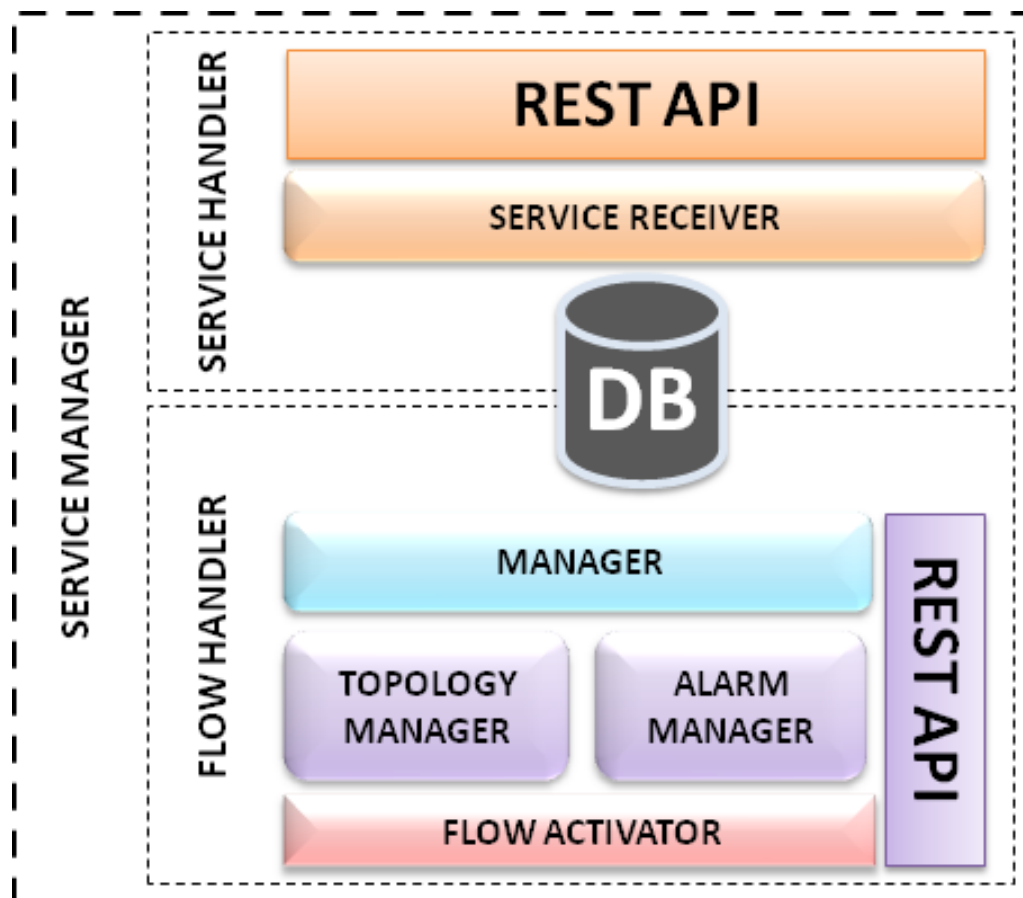 SERVICE MANAGER
SERVICE HANDLER
REST API
SERVICE RECEIVER
DB
FLOW HANDLER
MANAGER
TOPOLOGY
MANAGER
ALARM
MANAGER
FLOW ACTIVATOR
REST API